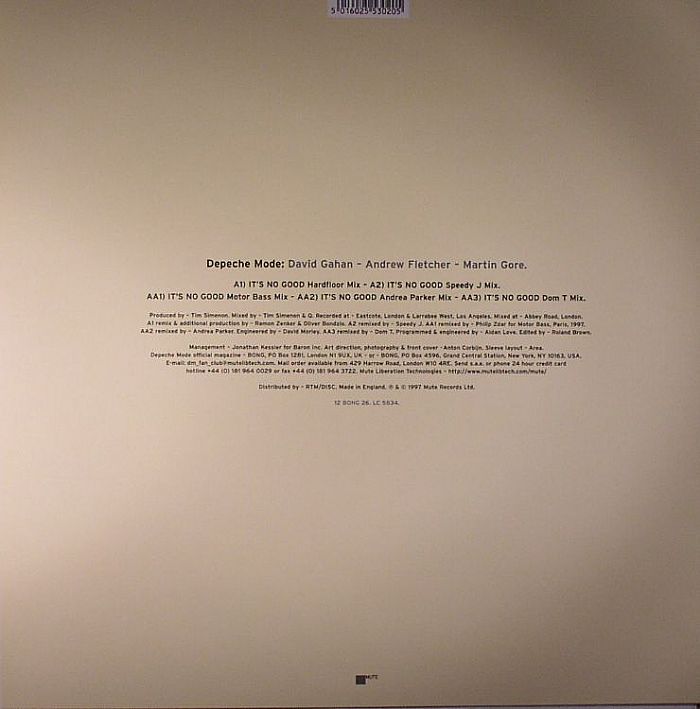 5 016025 530205
Depeche Mode: David Gahan - Andrew Fletcher - Martin Gore.
A1) IT'S NO GOOD Hardfloor Mix - A2) IT'S NO GOOD Speedy J Mix.
AA1) IT'S NO GOOD Motor Bass Mix - AA2) IT'S NO GOOD Andrea Parker Mix - AA3) IT'S NO GOOD Dom T Mix.
Produced by - Tim Simenon. Mixed by - Tim Simenon & Q. Recorded at - Eastcote, London & Larrabee West, Los Angeles. Mixed at - Abbey Road, London.
A1 remix & additional production by - Ramon Zenker & Oliver Bondzio. A2 remixed by - Speedy J. AA1 remixed by - Philip Zdar for Motor Bass, Paris, 1997.
AA2 remixed by - Andrea Parker. Engineered by - David Morley. AA3 remixed by - Dom T. Programmed & engineered by - Aidan Love. Edited by - Roland Brown.
Management - Jonathan Kessler for Baron Inc. Art direction, photography & front cover -Anton Corbijn. Sleeve layout - Area.
Depeche Mode official magazine - BONG, PO Box 1281, London N1 9UX, UK - or - BONG, PO Box 4596, Grand Central Station, New York, NY 10163, USA.
E-mail: dm_fan_club@mutelibtech.com. Mail order available from 429 Harrow Road, London W10 4RE. Send s.a.e. or phone 24 hour credit card
hotline +44 (0) 181 964 0029 or fax +44 (0) 181 964 3722. Mute Liberation Technologies - http://www.mutelibtech.com/mute/
Distributed by - RTM/DISC. Made in England. ℗ & © 1997 Mute Records Ltd.
12 BONG 26. LC 5834.
MUTE